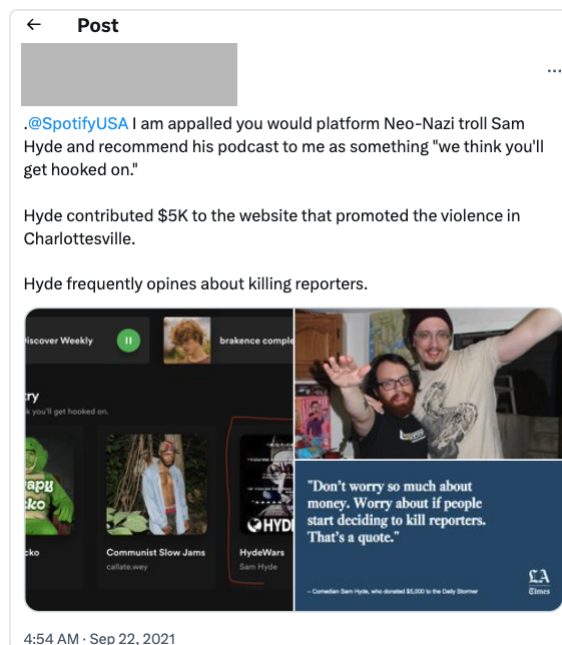 Post
.@SpotifyUSA I am appalled you would platform Neo-Nazi troll Sam
Hyde and recommend his podcast to me as something "we think you'll
get hooked on."
Hyde contributed $5K to the website that promoted the violence in
Charlottesville.
Hyde frequently opines about killing reporters.
iscover Weekly
brakence comple
ry
k you'll get hooked on.
apy
ko
HYD
cko
Communist Slow Jams
callate.wey
HydeWars
Sam Hyde
"Don't worry so much about
money. Worry about if people
start deciding to kill reporters.
That's a quote."
– Comedian Sam Hyde, who donated $5,000 to the Daily Stormer
LA
Times
4:54 AM · Sep 22, 2021